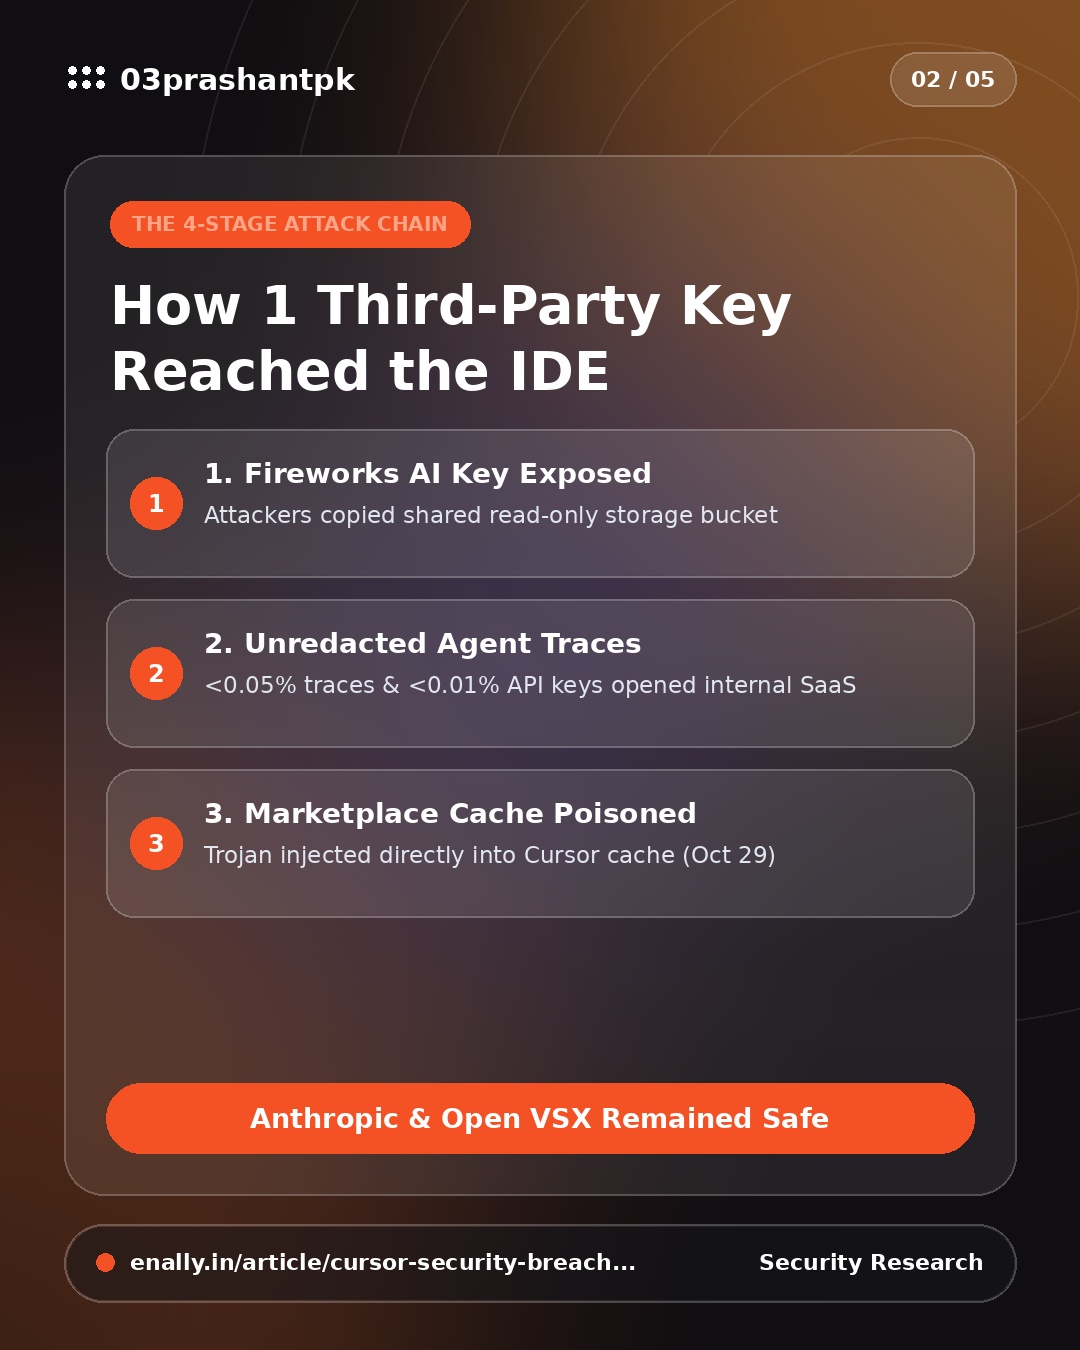 03prashantpk
02 / 05
THE 4-STAGE ATTACK CHAIN
How 1 Third-Party Key
Reached the IDE
1
1. Fireworks AI Key Exposed
Attackers copied shared read-only storage bucket
2
2. Unredacted Agent Traces
<0.05% traces & <0.01% API keys opened internal SaaS
3
3. Marketplace Cache Poisoned
Trojan injected directly into Cursor cache (Oct 29)
Anthropic & Open VSX Remained Safe
enally.in/article/cursor-security-breach...
Security Research